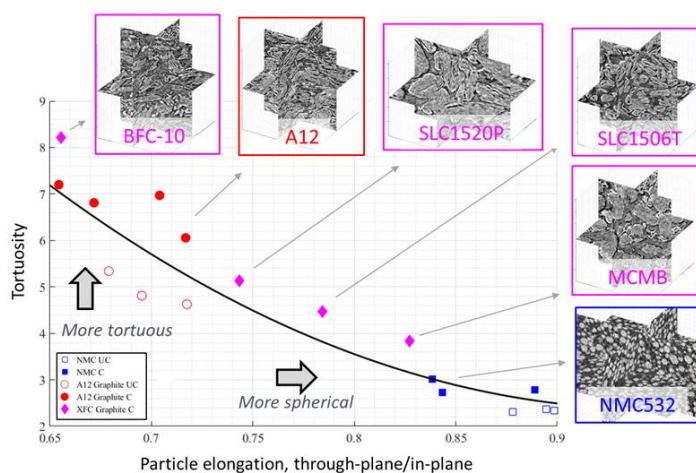 BFC-10
A12
SLC1520P
SLC1506T
MCMB
NMC532
9
8
7
6
5
4
3
2
Tortuosity
More tortuous
More spherical
NMC UC
NMC C
A12 Graphite UC
A12 Graphite C
XFC Graphite C
0.65
0.7
0.75
0.8
0.85
0.9
Particle elongation, through-plane/in-plane